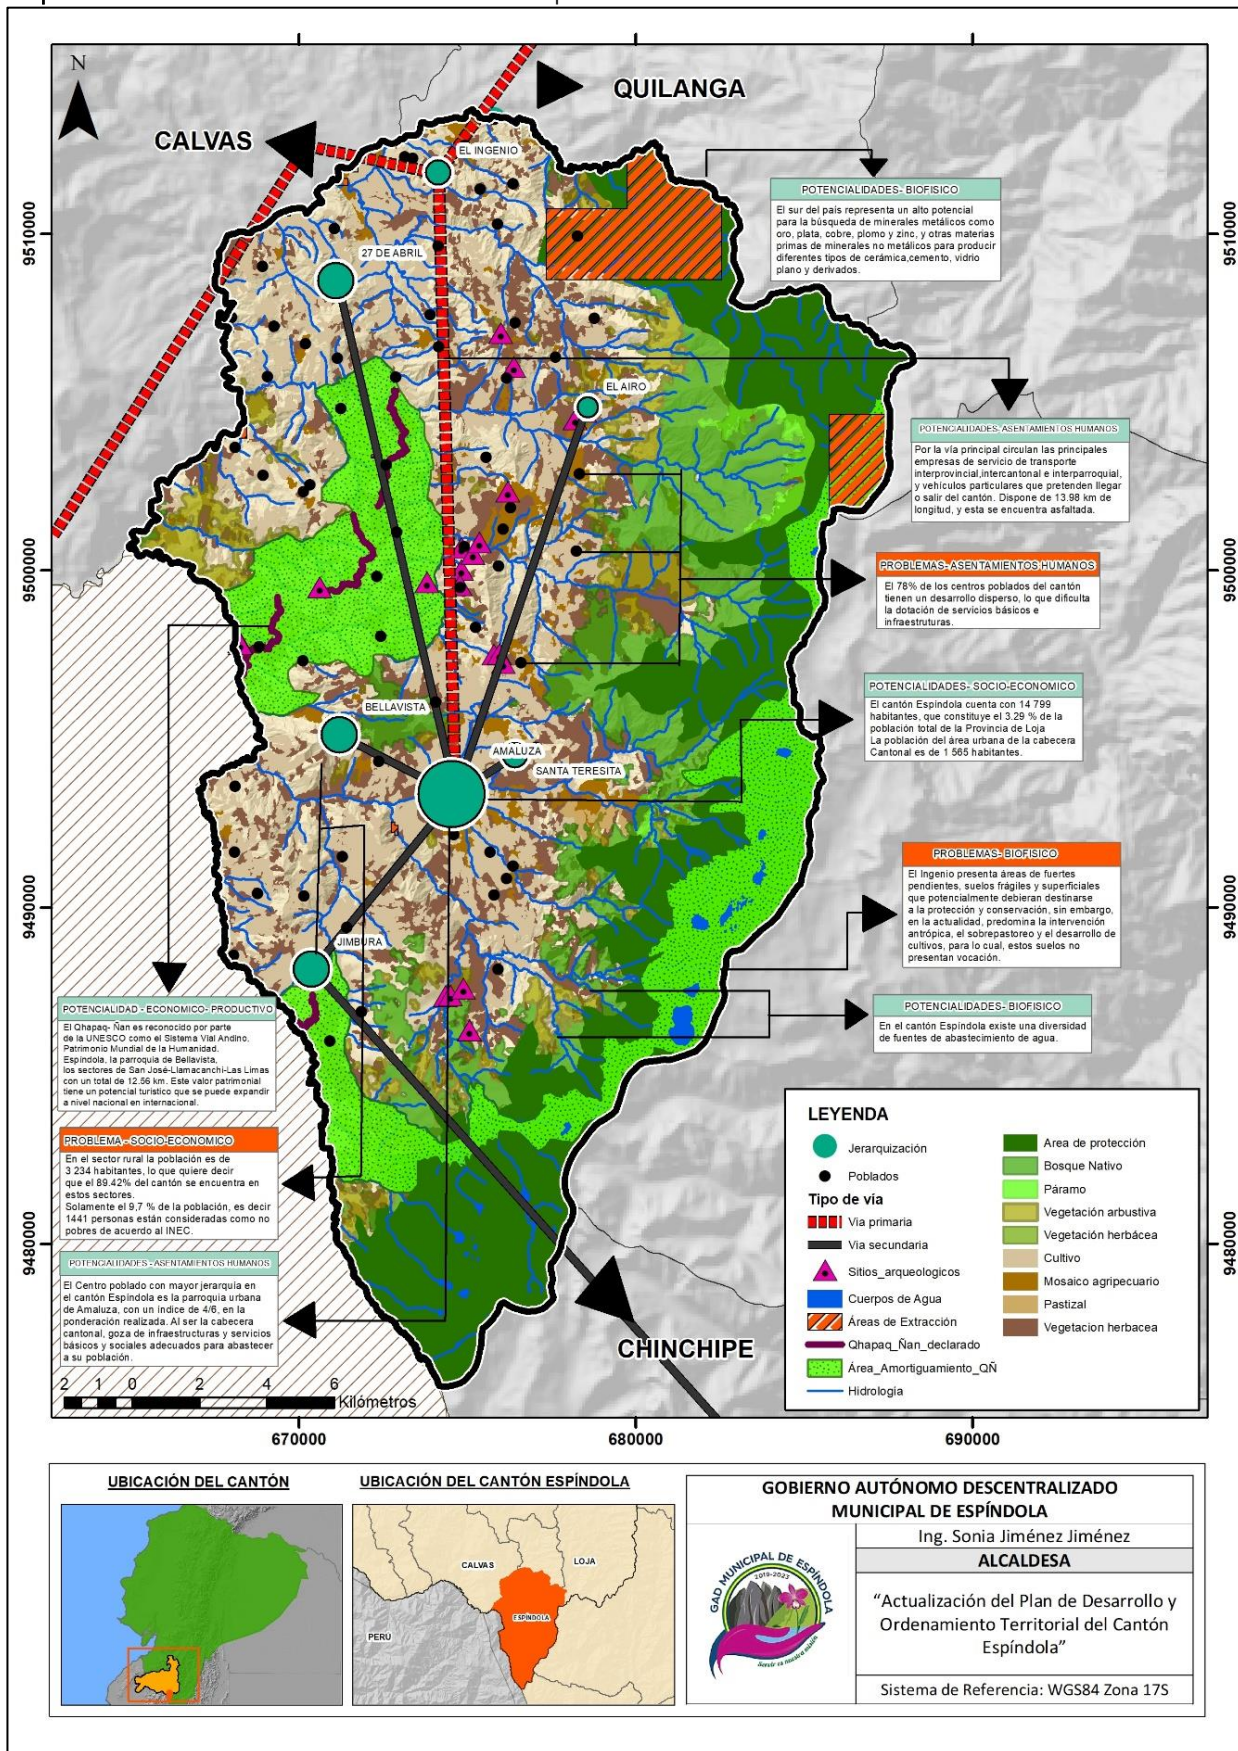 N
QUILANGA
CALVAS
EL INGENIO
27 DE ABRIL
EL AIRO
BELLAVISTA
AMALUZA
SANTA TERESITA
JIMBURA
CHINCHIPE
POTENCIALIDADES- BIOFISICO
El sur del país representa un alto potencial
para la búsqueda de minerales metálicos como
oro, plata, cobre, plomo y zinc, y otras materias
primas de minerales no metálicos para producir
diferentes tipos de cerámica,cemento, vidrio
plano y derivados.
POTENCIALIDADES- ASENTAMIENTOS HUMANOS
Por la vía principal circulan las principales
empresas de servicio de transporte
interprovincial,intercantonal e interparroquial,
y vehículos particulares que pretenden llegar
o salir del cantón. Dispone de 13.98 km de
longitud, y esta se encuentra asfaltada.
PROBLEMAS- ASENTAMIENTOS HUMANOS
El 78% de los centros poblados del cantón
tienen un desarrollo disperso, lo que dificulta
la dotación de servicios básicos e
infraestruturas.
POTENCIALIDADES- SOCIO-ECONOMICO
El cantón Espíndola cuenta con 14 799
habitantes, que constituye el 3.29 % de la
población total de la Provincia de Loja
La población del área urbana de la cabecera
Cantonal es de 1 565 habitantes.
PROBLEMAS- BIOFISICO
El Ingenio presenta áreas de fuertes
pendientes, suelos frágiles y superficiales
que potencialmente debieran destinarse
a la protección y conservación, sin embargo,
en la actualidad, predomina la intervención
antrópica, el sobrepastoreo y el desarrollo de
cultivos, para lo cual, estos suelos no
presentan vocación.
POTENCIALIDADES- BIOFISICO
En el cantón Espíndola existe una diversidad
de fuentes de abastecimiento de agua.
POTENCIALIDAD - ECONOMICO- PRODUCTIVO
El Qhapaq- Ñan es reconocido por parte
de la UNESCO como el Sistema Vial Andino,
Patrimonio Mundial de la Humanidad.
Espíndola, la parroquia de Bellavista,
los sectores de San José-Llamacanchi-Las Limas
con un total de 12.56 km. Este valor patrimonial
tiene un potencial turístico que se puede expandir
a nivel nacional en internacional.
PROBLEMA - SOCIO-ECONOMICO
En el sector rural la población es de
3 234 habitantes, lo que quiere decir
que el 89.42% del cantón se encuentra en
estos sectores.
Solamente el 9,7 % de la población, es decir
1441 personas están consideradas como no
pobres de acuerdo al INEC.
POTENCIALIDADES - ASENTAMIENTOS HUMANOS
El Centro poblado con mayor jerarquía en
el cantón Espíndola es la parroquia urbana
de Amaluza, con un índice de 4/6, en la
ponderación realizada. Al ser la cabecera
cantonal, goza de infraestructuras y servicios
básicos y sociales adecuados para abastecer
a su población.
2 1 0 2 4 6
Kilómetros
9510000
9500000
9490000
9480000
9510000
9500000
9490000
9480000
670000
680000
690000
LEYENDA
Jerarquización
Poblados
Tipo de vía
Via primaria
Via secundaria
Sitios_arqueologicos
Cuerpos de Agua
Áreas de Extracción
Qhapaq_Ñan_declarado
Área_Amortiguamiento_QÑ
Hidrología
Area de protección
Bosque Nativo
Páramo
Vegetación arbustiva
Vegetación herbácea
Cultivo
Mosaico agripecuario
Pastizal
Vegetacion herbacea
UBICACIÓN DEL CANTÓN
UBICACIÓN DEL CANTÓN ESPÍNDOLA
CALVAS
LOJA
ESPÍNDOLA
PERÚ
GOBIERNO AUTÓNOMO DESCENTRALIZADO
MUNICIPAL DE ESPÍNDOLA
GAD MUNICIPAL DE ESPÍNDOLA
2019-2023
Servir es nuestra misión
Ing. Sonia Jiménez Jiménez
ALCALDESA
“Actualización del Plan de Desarrollo y
Ordenamiento Territorial del Cantón
Espíndola”
Sistema de Referencia: WGS84 Zona 17S